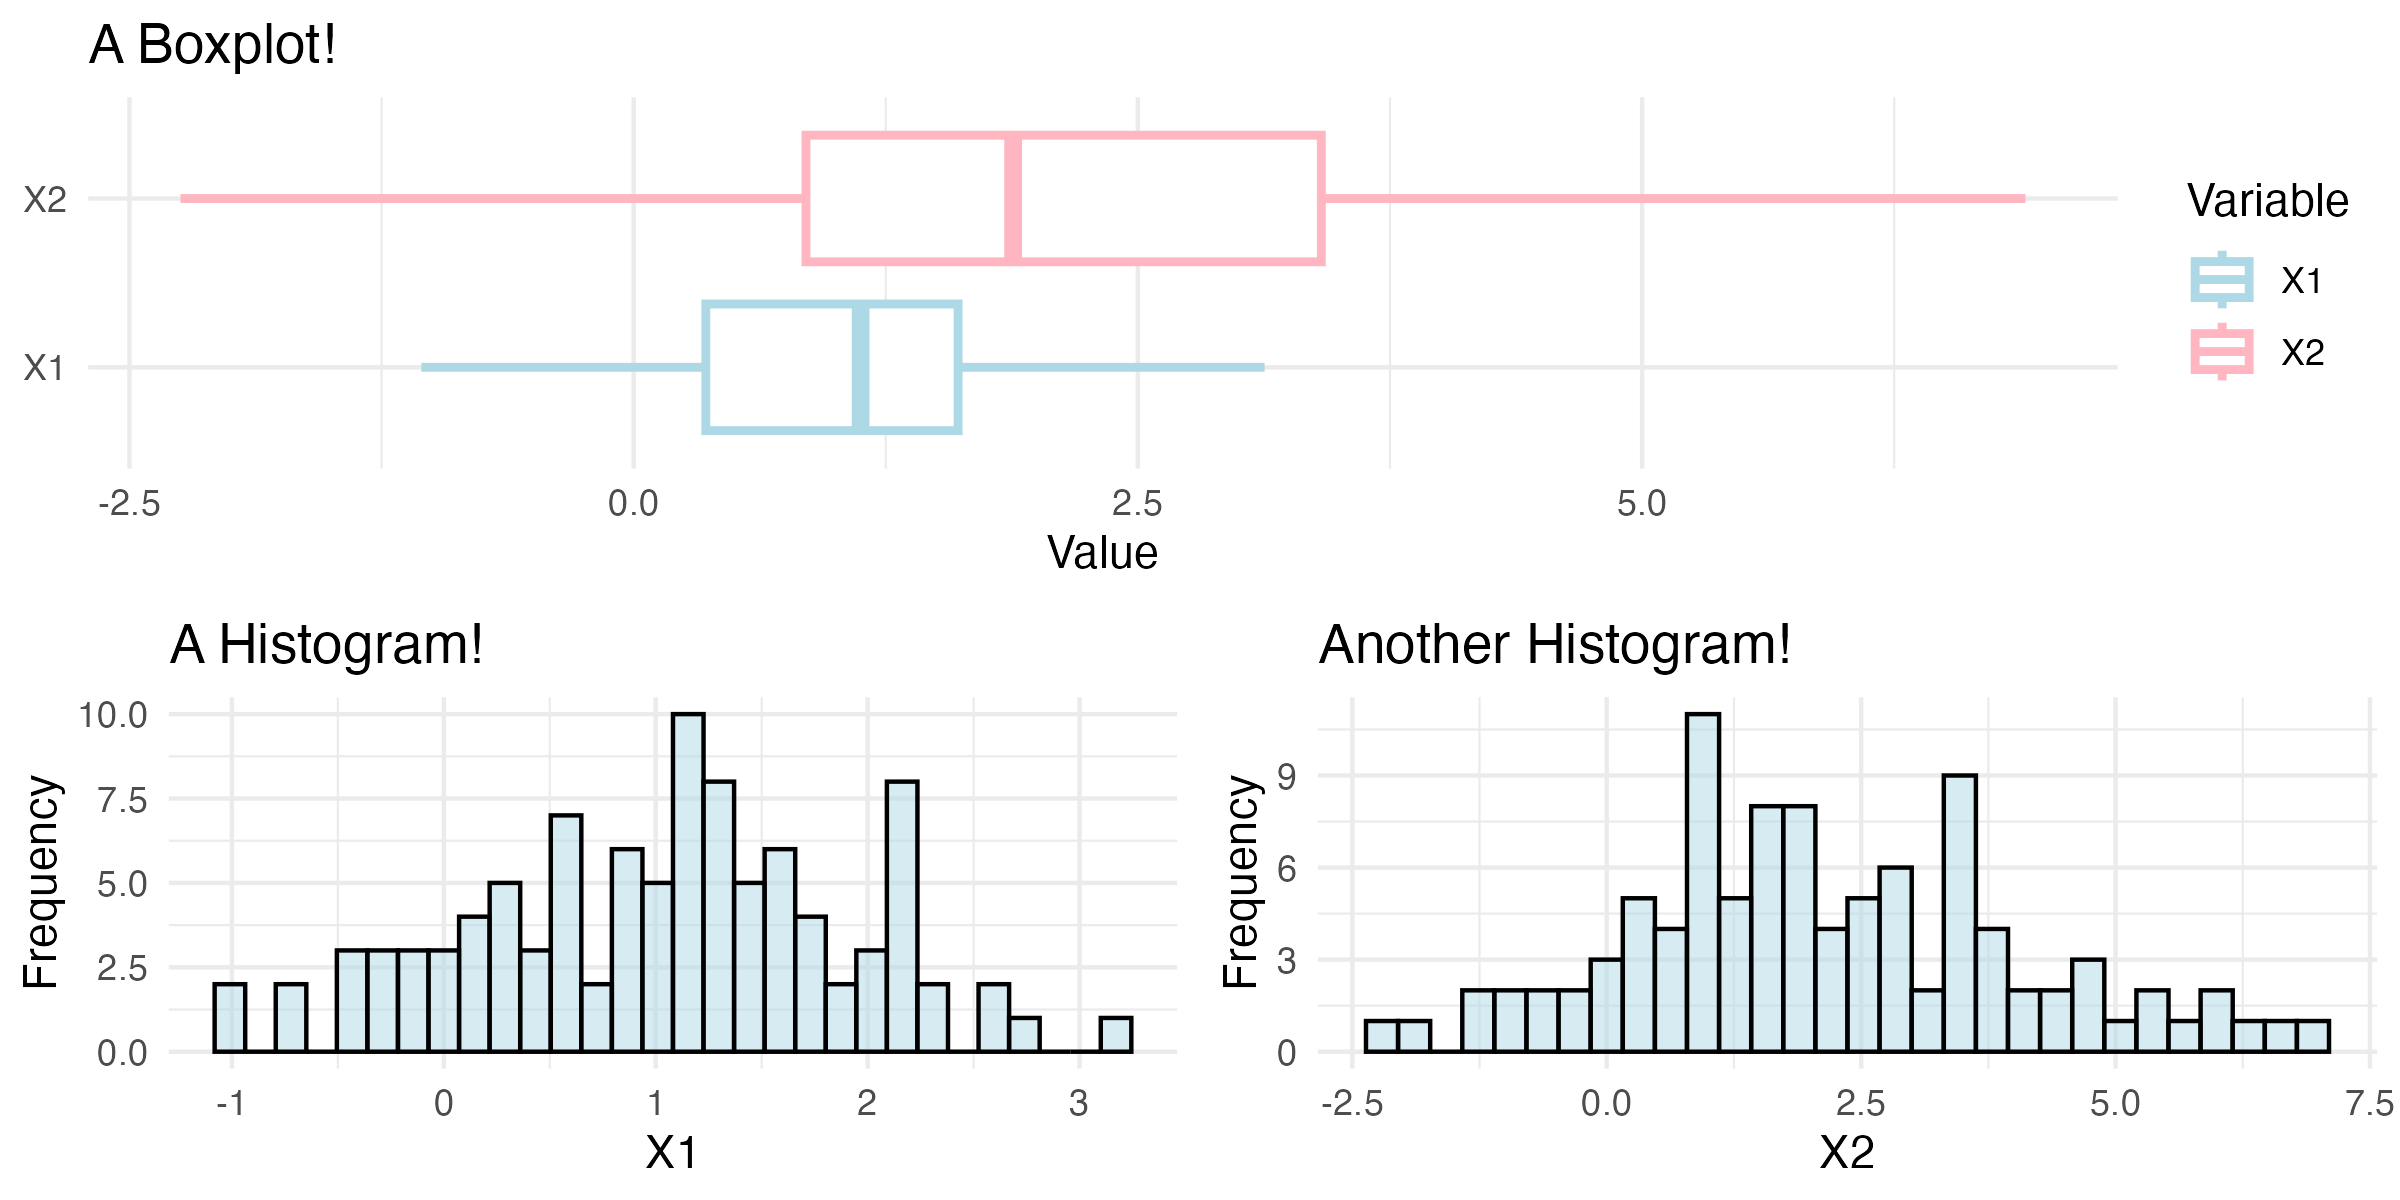 A Boxplot!
X2
X1
-2.5 0.0 2.5 5.0
Value
Variable
X1
X2
A Histogram!
10.0
7.5
5.0
2.5
0.0
Frequency
-1 0 1 2 3
X1
Another Histogram!
9
6
3
0
Frequency
-2.5 0.0 2.5 5.0 7.5
X2